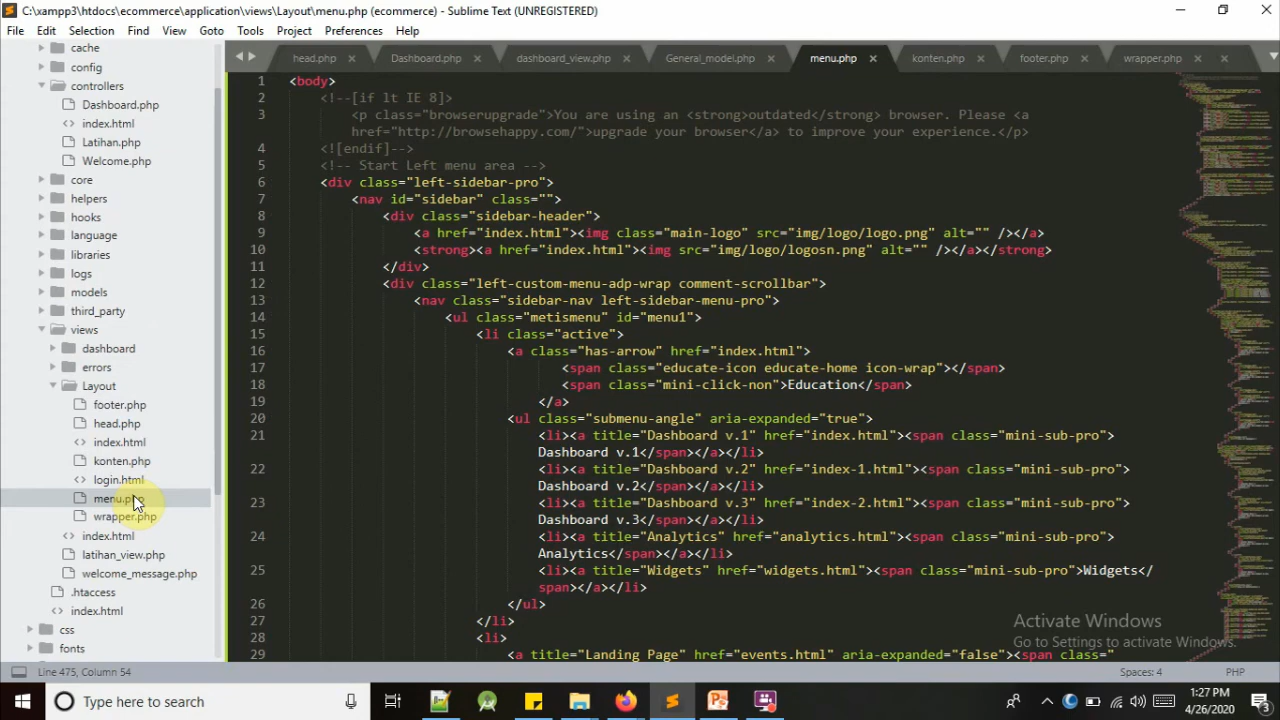 C:\xampp3\htdocs\ecommerce\application\views\Layout\menu.php (ecommerce) - Sublime Text (UNREGISTERED)
File Edit Selection Find View Goto Tools Project Preferences Help
head.php Dashboard.php dashboard_view.php General_model.php menu.php konten.php footer.php wrapper.php
cache
config
controllers
Dashboard.php
index.html
Latihan.php
Welcome.php
core
helpers
hooks
language
libraries
logs
models
third_party
views
dashboard
errors
Layout
footer.php
head.php
index.html
konten.php
login.html
menu.php
wrapper.php
index.html
latihan_view.php
welcome_message.php
.htaccess
index.html
css
fonts
1 <body>
2 <!--[if lt IE 8]>
3 <p class="browserupgrade">You are using an <strong>outdated</strong> browser. Please <a
href="http://browsehappy.com/">upgrade your browser</a> to improve your experience.</p>
4 <![endif]-->
5 <!-- Start Left menu area -->
6 <div class="left-sidebar-pro">
7 <nav id="sidebar" class="">
8 <div class="sidebar-header">
9 <a href="index.html"><img class="main-logo" src="img/logo/logo.png" alt="" /></a>
10 <strong><a href="index.html"><img src="img/logo/logosn.png" alt="" /></a></strong>
11 </div>
12 <div class="left-custom-menu-adp-wrap comment-scrollbar">
13 <nav class="sidebar-nav left-sidebar-menu-pro">
14 <ul class="metismenu" id="menu1">
15 <li class="active">
16 <a class="has-arrow" href="index.html">
17 <span class="educate-icon educate-home icon-wrap"></span>
18 <span class="mini-click-non">Education</span>
19 </a>
20 <ul class="submenu-angle" aria-expanded="true">
21 <li><a title="Dashboard v.1" href="index.html"><span class="mini-sub-pro">
Dashboard v.1</span></a></li>
22 <li><a title="Dashboard v.2" href="index-1.html"><span class="mini-sub-pro">
Dashboard v.2</span></a></li>
23 <li><a title="Dashboard v.3" href="index-2.html"><span class="mini-sub-pro">
Dashboard v.3</span></a></li>
24 <li><a title="Analytics" href="analytics.html"><span class="mini-sub-pro">
Analytics</span></a></li>
25 <li><a title="Widgets" href="widgets.html"><span class="mini-sub-pro">Widgets</
span></a></li>
26 </ul>
27 </li>
28 <li>
29 <a title="Landing Page" href="events.html" aria-expanded="false"><span class="
Activate Windows
Go to Settings to activate Windows.
Line 475, Column 54 Spaces: 4 PHP
Type here to search
1:27 PM
4/26/2020
3